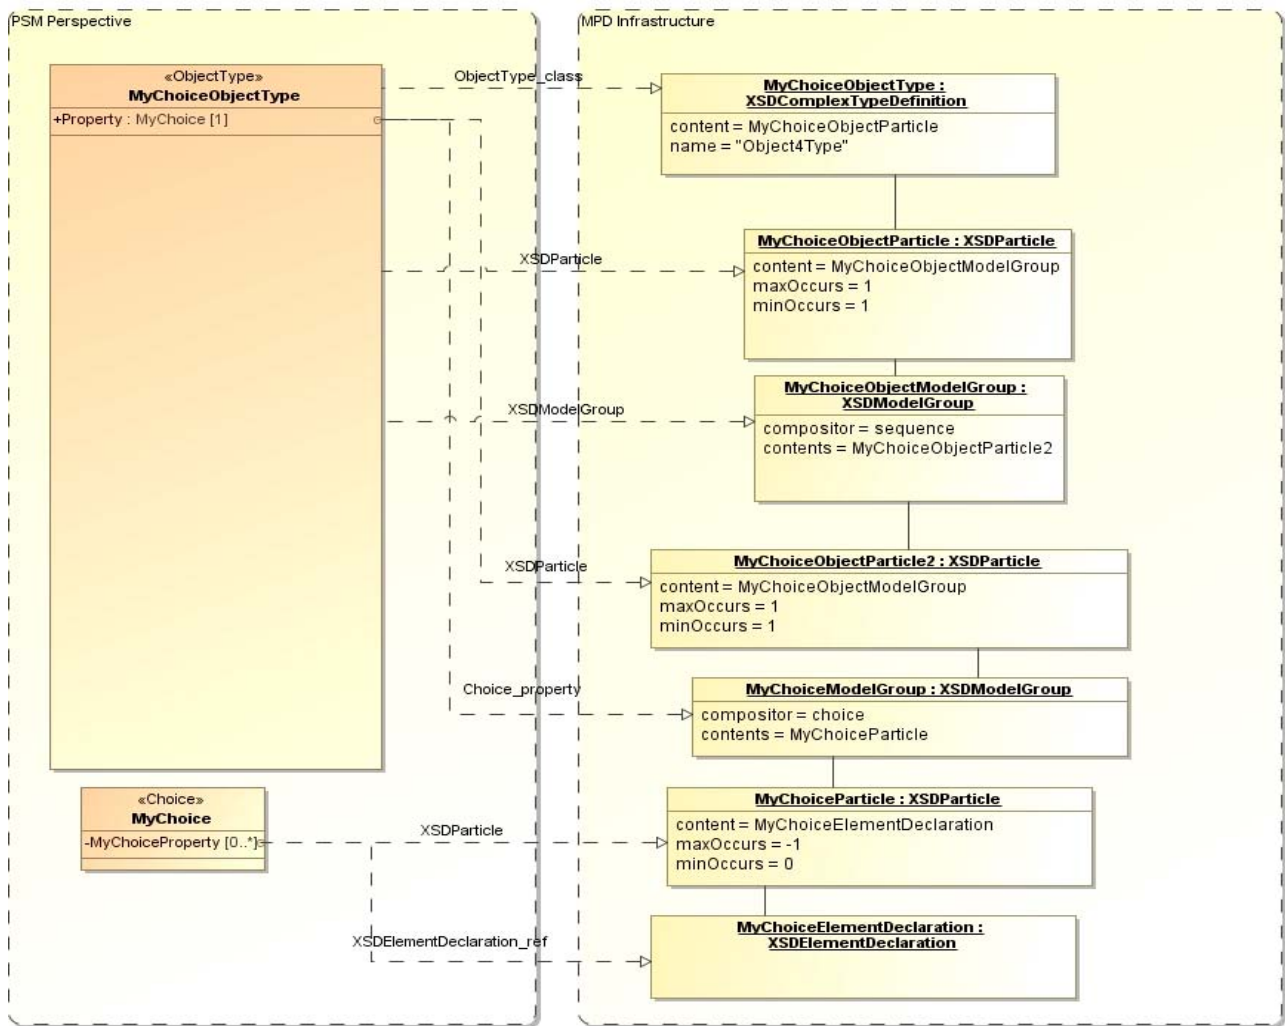 PSM Perspective
«ObjectType»
MyChoiceObjectType
+Property : MyChoice [1]
«Choice»
MyChoice
-MyChoiceProperty [0..*]
ObjectType_class
XSDParticle
XSDModelGroup
XSDParticle
Choice_property
XSDParticle
XSDElementDeclaration_ref
MPD Infrastructure
MyChoiceObjectType :
XSDComplexTypeDefinition
content = MyChoiceObjectParticle
name = "Object4Type"
MyChoiceObjectParticle : XSDParticle
content = MyChoiceObjectModelGroup
maxOccurs = 1
minOccurs = 1
MyChoiceObjectModelGroup :
XSDModelGroup
compositor = sequence
contents = MyChoiceObjectParticle2
MyChoiceObjectParticle2 : XSDParticle
content = MyChoiceObjectModelGroup
maxOccurs = 1
minOccurs = 1
MyChoiceModelGroup : XSDModelGroup
compositor = choice
contents = MyChoiceParticle
MyChoiceParticle : XSDParticle
content = MyChoiceElementDeclaration
maxOccurs = -1
minOccurs = 0
MyChoiceElementDeclaration :
XSDElementDeclaration